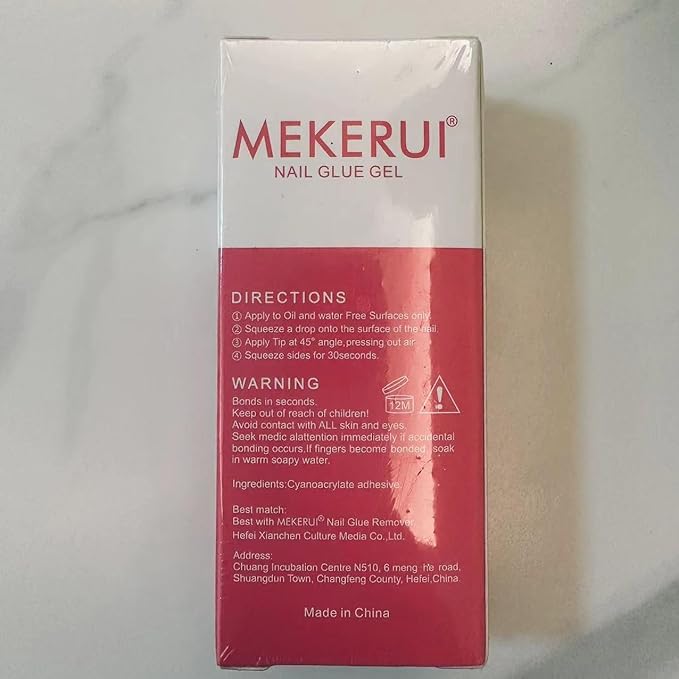 MEKERUI®
NAIL GLUE GEL
DIRECTIONS
① Apply to Oil and water Free Surfaces only.
② Squeeze a drop onto the surface of the nail.
③ Apply Tip at 45° angle,pressing out air
④ Squeeze sides for 30seconds.
WARNING
Bonds in seconds.
Keep out of reach of children!
Avoid contact with ALL skin and eyes.
Seek medic alattention immediately if accidental
bonding occurs.If fingers become bonded, soak
in warm soapy water.
12M
Ingredients:Cyanoacrylate adhesive.
Best match:
Best with MEKERUI® Nail Glue Remover
Hefei Xianchen Culture Media Co.,Ltd.
Address:
Chuang Incubation Centre N510, 6 meng he road,
Shuangdun Town, Changfeng County, Hefei,China.
Made in China